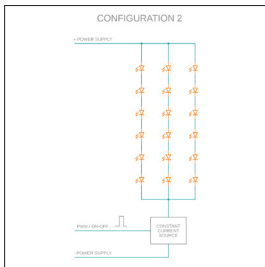 CONFIGURATION 2
+ POWER SUPPLY
PWM / ON-OFF
CONSTANT
CURRENT
SOURCE
- POWER SUPPLY